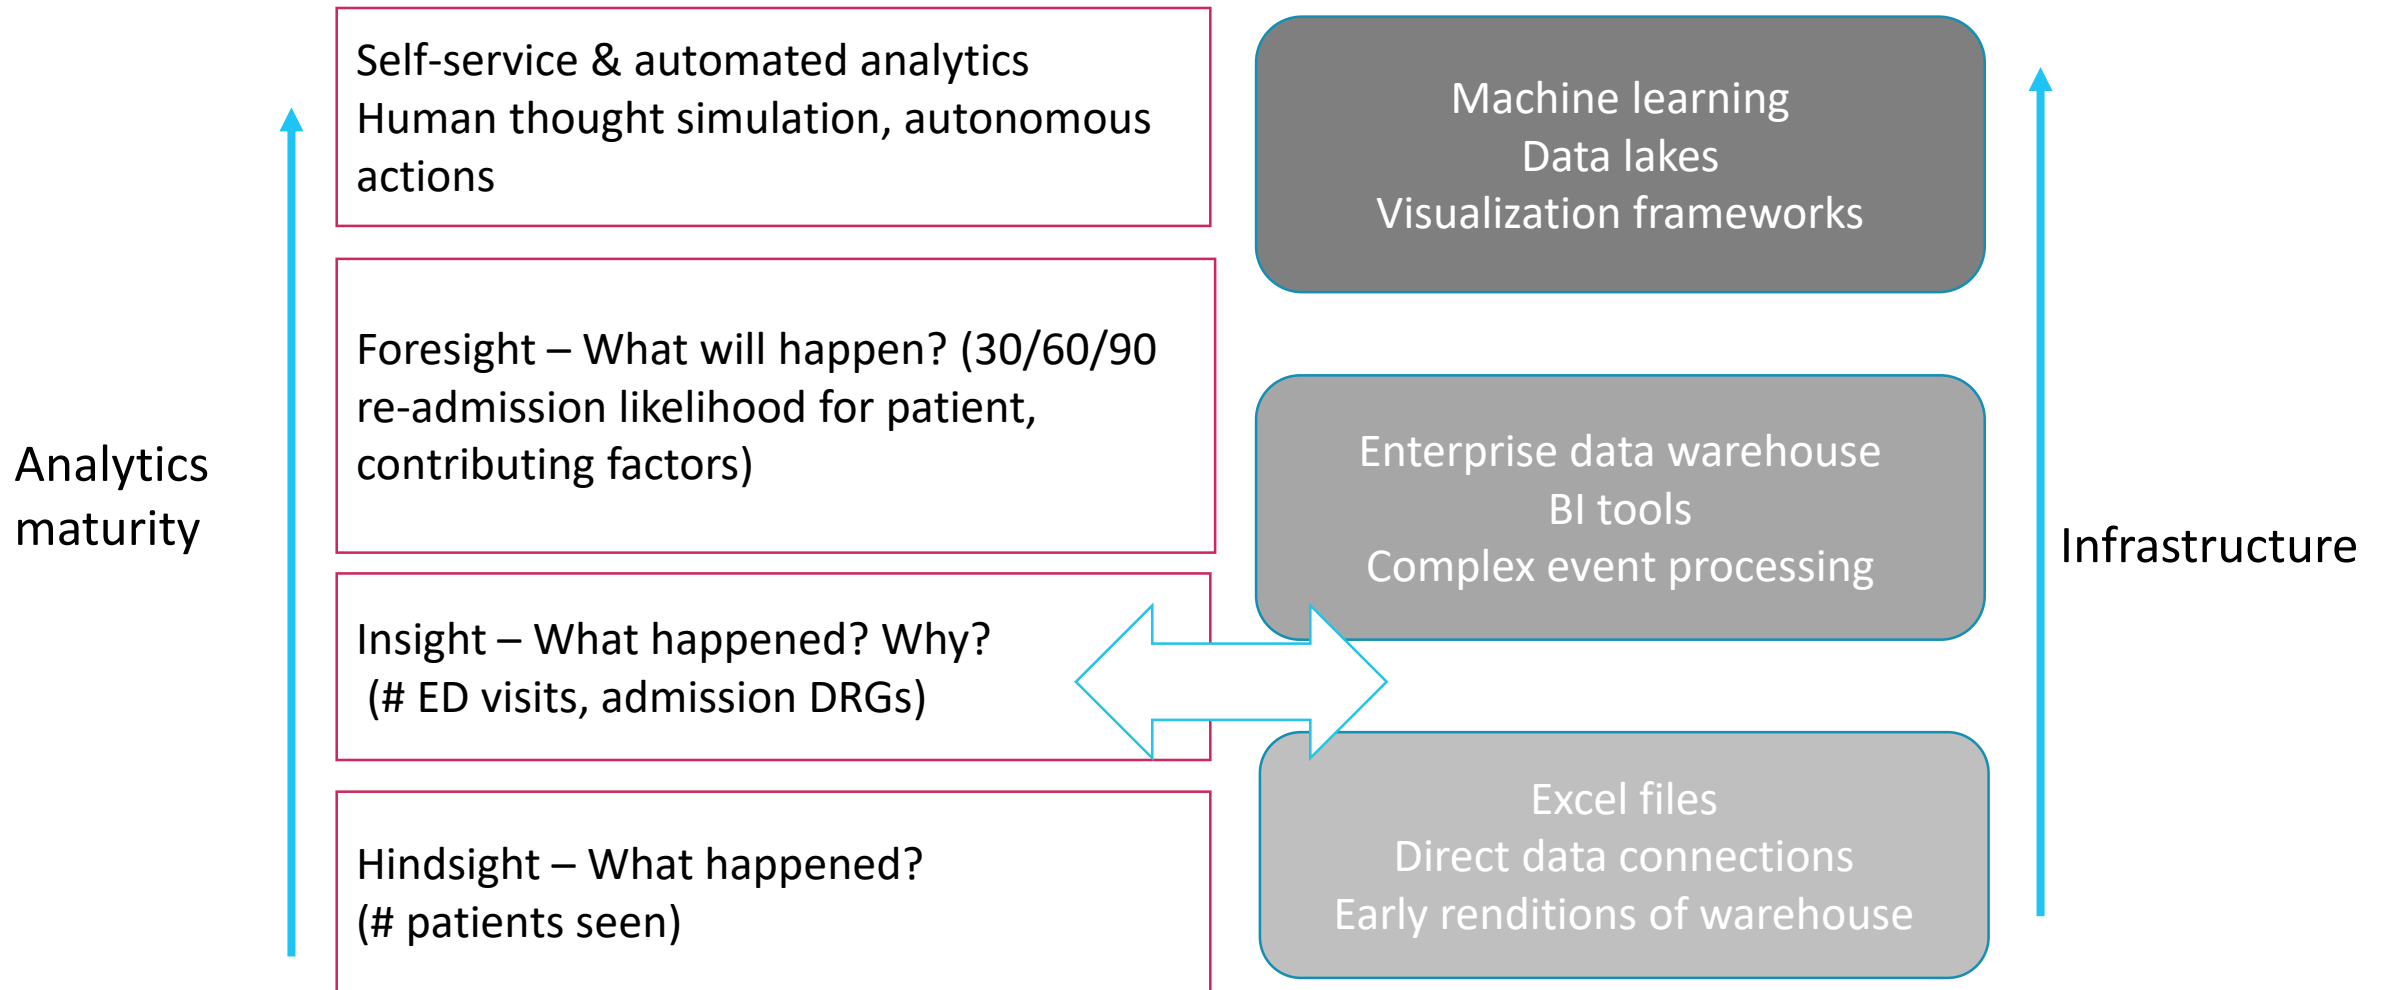 Self-service & automated analytics
Human thought simulation, autonomous
actions
Machine learning
Data lakes
Visualization frameworks
Foresight – What will happen? (30/60/90
re-admission likelihood for patient,
contributing factors)
Enterprise data warehouse
BI tools
Complex event processing
Analytics
maturity
Infrastructure
Insight – What happened? Why?
(# ED visits, admission DRGs)
Excel files
Direct data connections
Early renditions of warehouse
Hindsight – What happened?
(# patients seen)